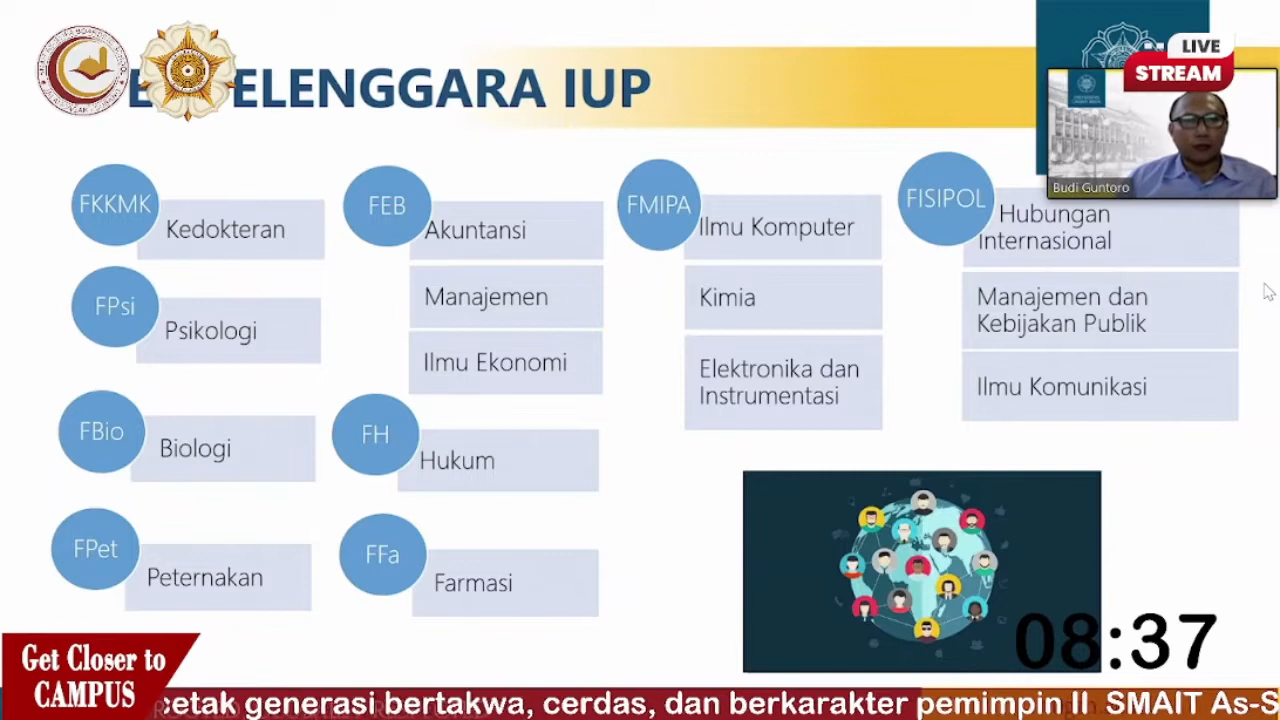 ELENGGARA IUP
LIVE
STREAM
Budi Guntoro
FKKMK
Kedokteran
FPsi
Psikologi
FBio
Biologi
FPet
Peternakan
FEB
Akuntansi
Manajemen
Ilmu Ekonomi
FH
Hukum
FFa
Farmasi
FMIPA
Ilmu Komputer
Kimia
Elektronika dan
Instrumentasi
FISIPOL
Hubungan
Internasional
Manajemen dan
Kebijakan Publik
Ilmu Komunikasi
08:37
Get Closer to
CAMPUS
cetak generasi bertakwa, cerdas, dan berkarakter pemimpin II SMAIT As-S